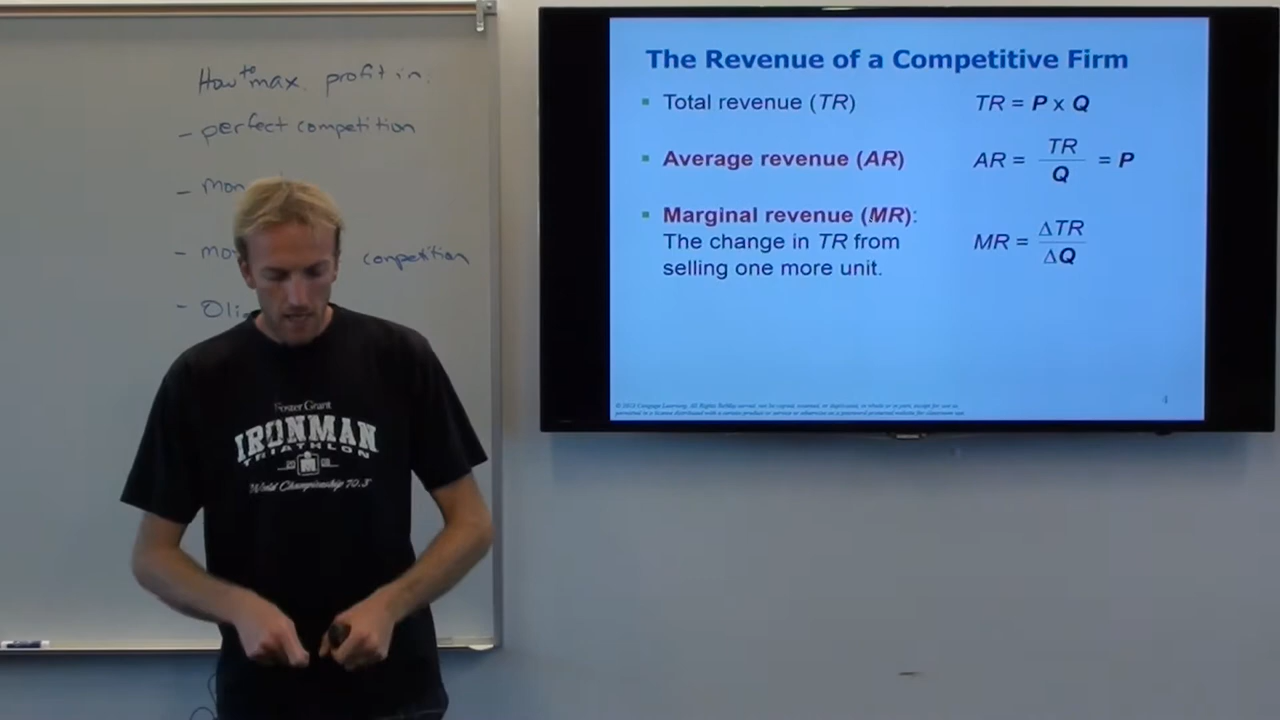 How to max. profit in:
- perfect competition
- mon
- mo
competition
- Oli
Foster Grant
IRONMAN
TRIATHLON
World Championship 70.3
The Revenue of a Competitive Firm
▪ Total revenue (TR) TR = P x Q
▪ Average revenue (AR) AR = TR / Q = P
▪ Marginal revenue (MR): The change in TR from selling one more unit. MR = ΔTR / ΔQ
4